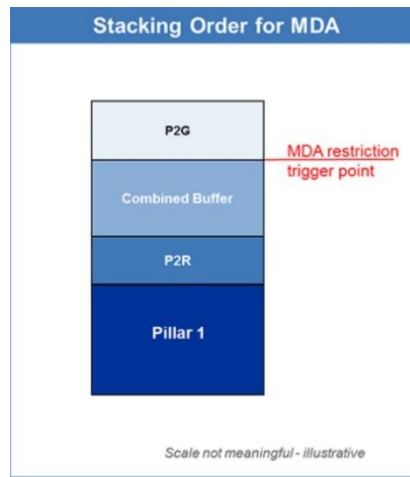 Stacking Order for MDA
P2G
MDA restriction
trigger point
Combined Buffer
P2R
Pillar 1
Scale not meaningful - illustrative